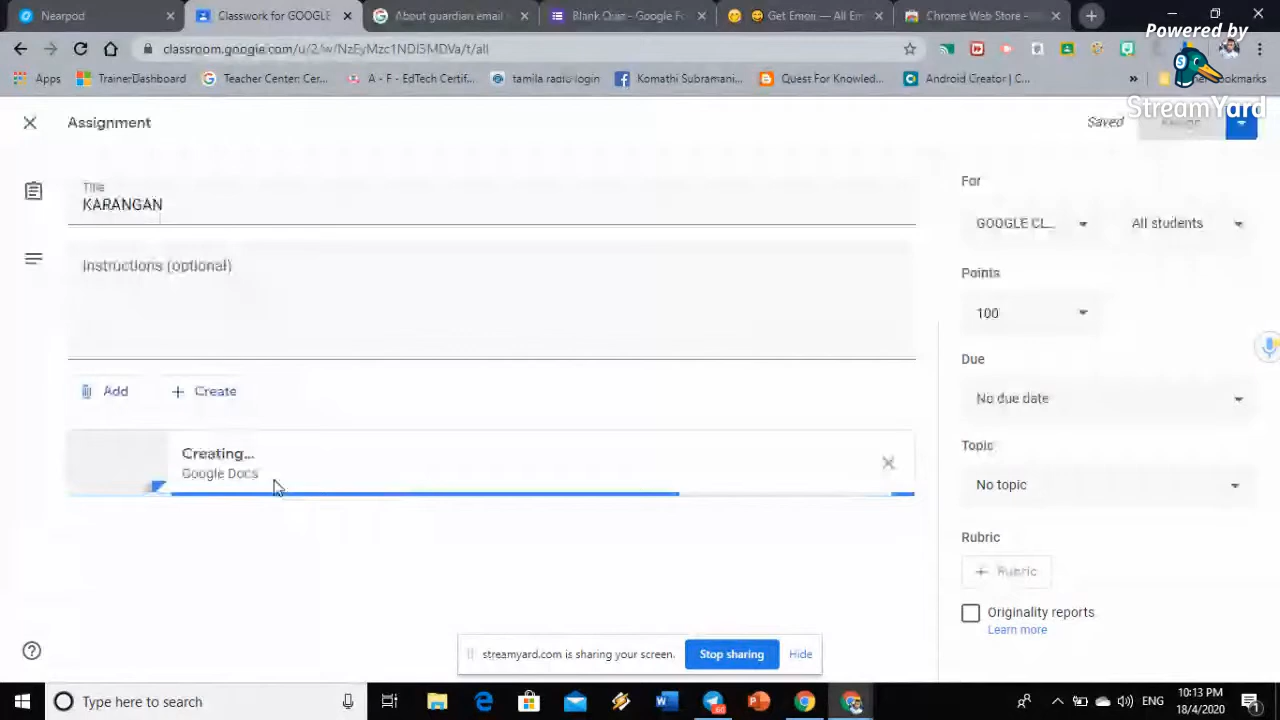 Nearpod
Classwork for GOOGLE
About guardian email
Blank Quiz - Google Fo
Get Emoji — All Em
Chrome Web Store -
Powered by
StreamYard
classroom.google.com/u/2/w/
/t/all
Apps
TrainerDashboard
Teacher Center: Cer...
A - F - EdTech Certif...
tamila radio login
Komathi Subramani...
Quest For Knowled...
Android Creator | C...
»
Assignment
Saved
Assign
Title
KARANGAN
Instructions (optional)
Add
Create
Creating...
Google Docs
For
GOOGLE CL...
All students
Points
100
Due
No due date
Topic
No topic
Rubric
+ Rubric
Originality reports
Learn more
streamyard.com is sharing your screen.
Stop sharing
Hide
Type here to search
ENG
10:13 PM
18/4/2020